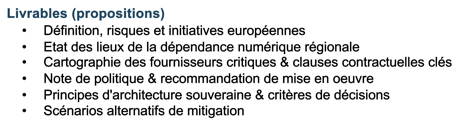 Livrables (propositions)
• Définition, risques et initiatives européennes
• Etat des lieux de la dépendance numérique régionale
• Cartographie des fournisseurs critiques & clauses contractuelles clés
• Note de politique & recommandation de mise en oeuvre
• Principes d'architecture souveraine & critères de décisions
• Scénarios alternatifs de mitigation